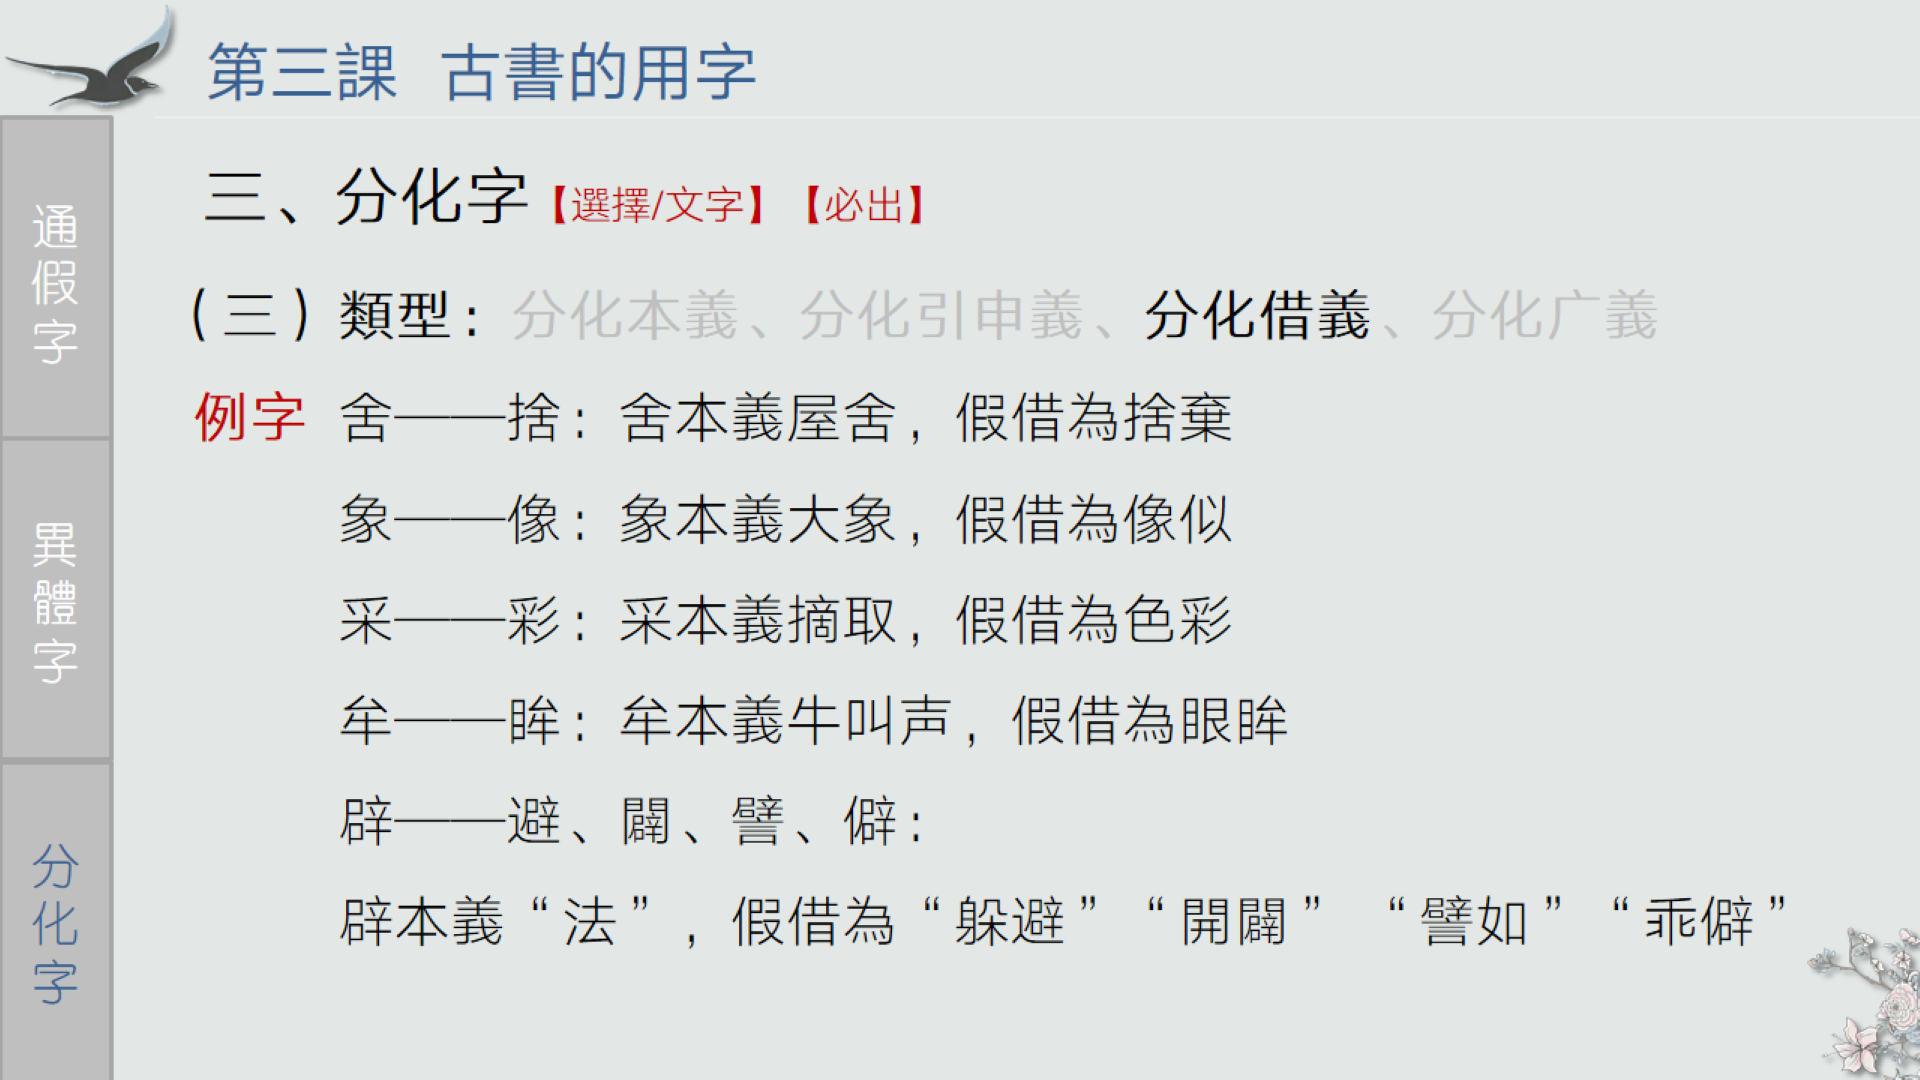 第三課 古書的用字
通假字
異體字
分化字
三、分化字【選擇/文字】【必出】
(三)類型:分化本義、分化引申義、分化借義、分化广義
例字 舍——捨:舍本義屋舍,假借為捨棄
象——像:象本義大象,假借為像似
采——彩:采本義摘取,假借為色彩
牟——眸:牟本義牛叫声,假借為眼眸
辟——避、闢、譬、僻:
辟本義“法”,假借為“躲避”“開闢” “譬如”“乖僻”